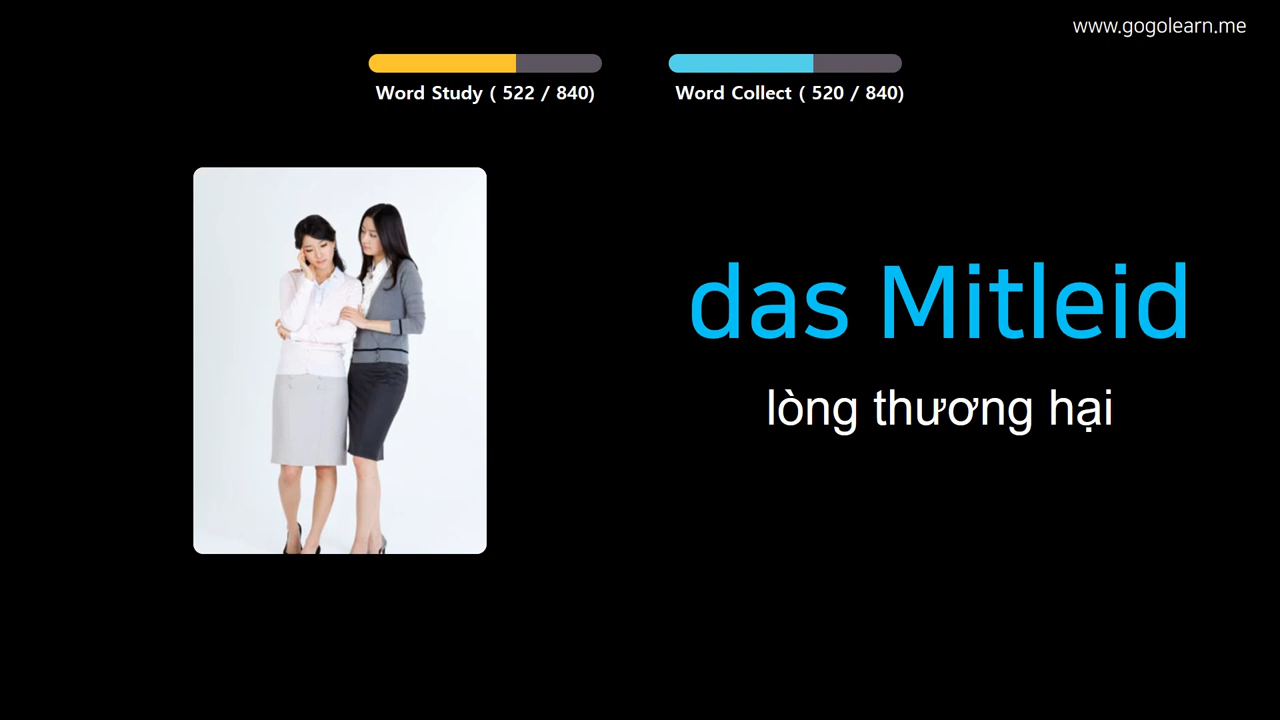 www.gogolearn.me
Word Study ( 522 / 840)
Word Collect ( 520 / 840)
das Mitleid
lòng thương hại